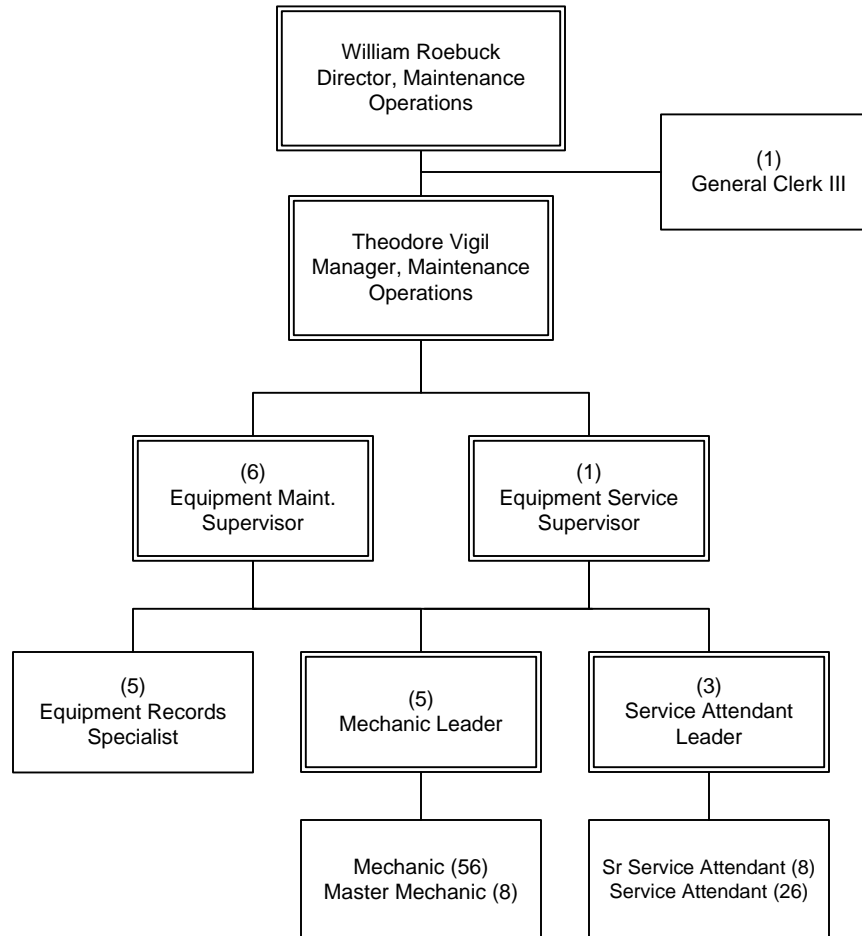 William Roebuck
Director, Maintenance
Operations
(1)
General Clerk III
Theodore Vigil
Manager, Maintenance
Operations
(6)
Equipment Maint.
Supervisor
(1)
Equipment Service
Supervisor
(5)
Equipment Records
Specialist
(5)
Mechanic Leader
(3)
Service Attendant
Leader
Mechanic (56)
Master Mechanic (8)
Sr Service Attendant (8)
Service Attendant (26)